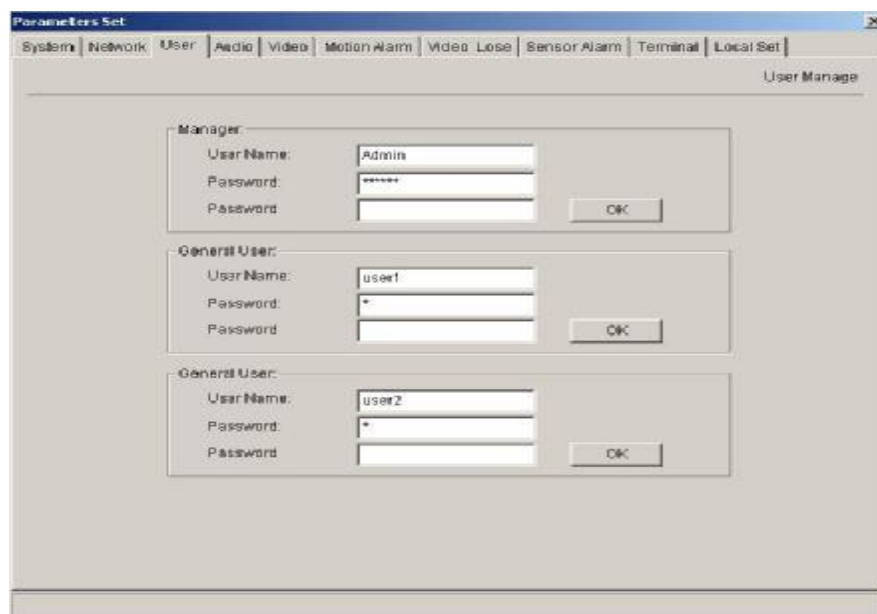 Parameters Set
System Network User Audio Video Motion Alarm Video Lose Sensor Alarm Terminal Local Set
User Manage
Manager:
User Name: Admin
Password: ******
Password OK
General User:
User Name: user1
Password: *
Password OK
General User:
User Name: user2
Password: *
Password OK